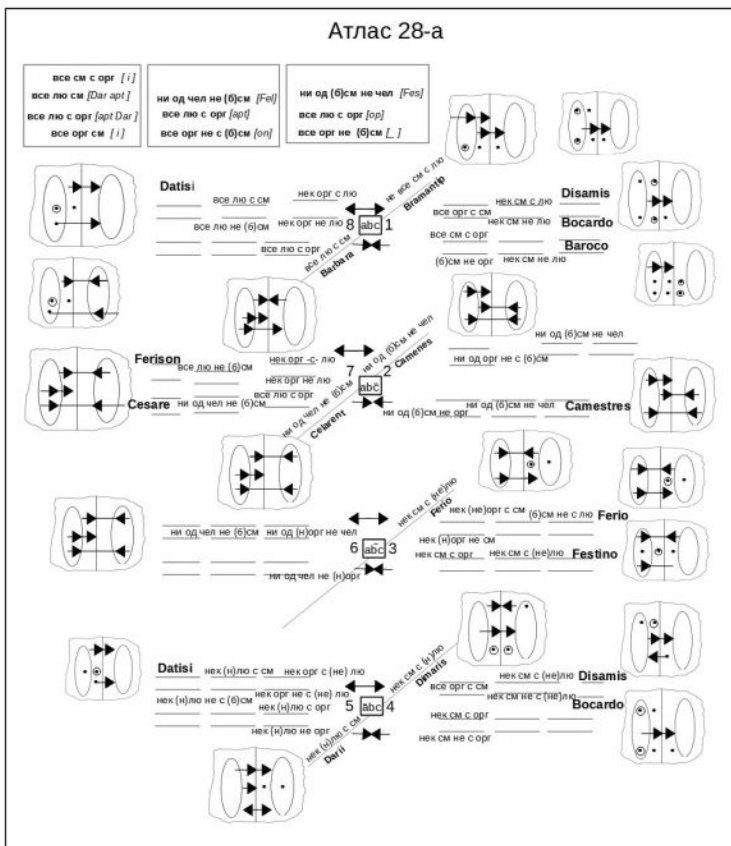 Атлас 28-а
все см с орг [ i ]
все лю см [Dar apt ]
все лю с орг [apt Dar ]
все орг см [ i ]
ни од чел не (б)см [Fel]
все лю с орг [apt]
все орг не с (б)см [on]
ни од (б)см не чел [Fes]
все лю с орг [op]
все орг не (б)см [_ ]
Datisi
все лю с см
нек орг с лю
все лю не (б)см
нек орг не лю
все лю с орг
8 abc 1
не все см с лю
Bramantip
все лю с см
Barbara
нек см с лю
Disamis
все орг с см
нек см не лю
Bocardo
все см с орг
Baroco
(б)см не орг
нек см не лю
Ferison
все лю не (б)см
нек орг -с- лю
нек орг не лю
все лю с орг
Cesare
ни од чел не (б)см
7 abc 2
ни од (б)см не чел
Camenes
ни од чел не (б)см
Celarent
ни од (б)см не чел
ни од орг не с (б)см
ни од (б)см не чел
Camestres
ни од (б)см не орг
ни од чел не (б)см
ни од (н)орг не чел
ни од чел не (н)орг
6 abc 3
нек см с (не)лю
Ferio
нек (не)орг с см
(б)см не с лю
Ferio
нек (н)орг не см
нек см с орг
нек см с (не)лю
Festino
Datisi
нек (н)лю с см
нек орг с (не) лю
нек орг не с (не) лю
нек (н)лю не с (б)см
нек (н)лю с орг
нек (н)лю не орг
5 abc 4
нек см с (н)лю
Dimaris
нек (н)лю с см
Darii
нек см с (не)лю
Disamis
все орг с см
нек см не с (не)лю
Bocardo
нек см с орг
нек см не с орг